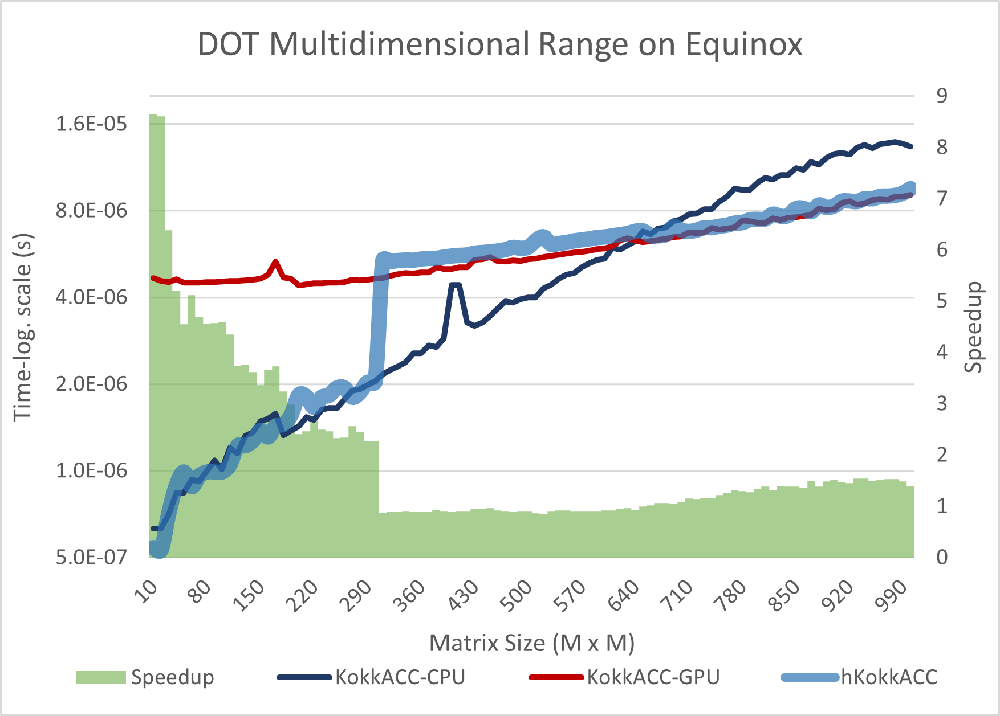 DOT Multidimensional Range on Equinox
1.6E-05
8.0E-06
4.0E-06
2.0E-06
1.0E-06
5.0E-07
Time-log. scale (s)
9
8
7
6
5
4
3
2
1
0
Speedup
10 80 150 220 290 360 430 500 570 640 710 780 850 920 990
Matrix Size (M x M)
Speedup KokkACC-CPU KokkACC-GPU hKokkACC